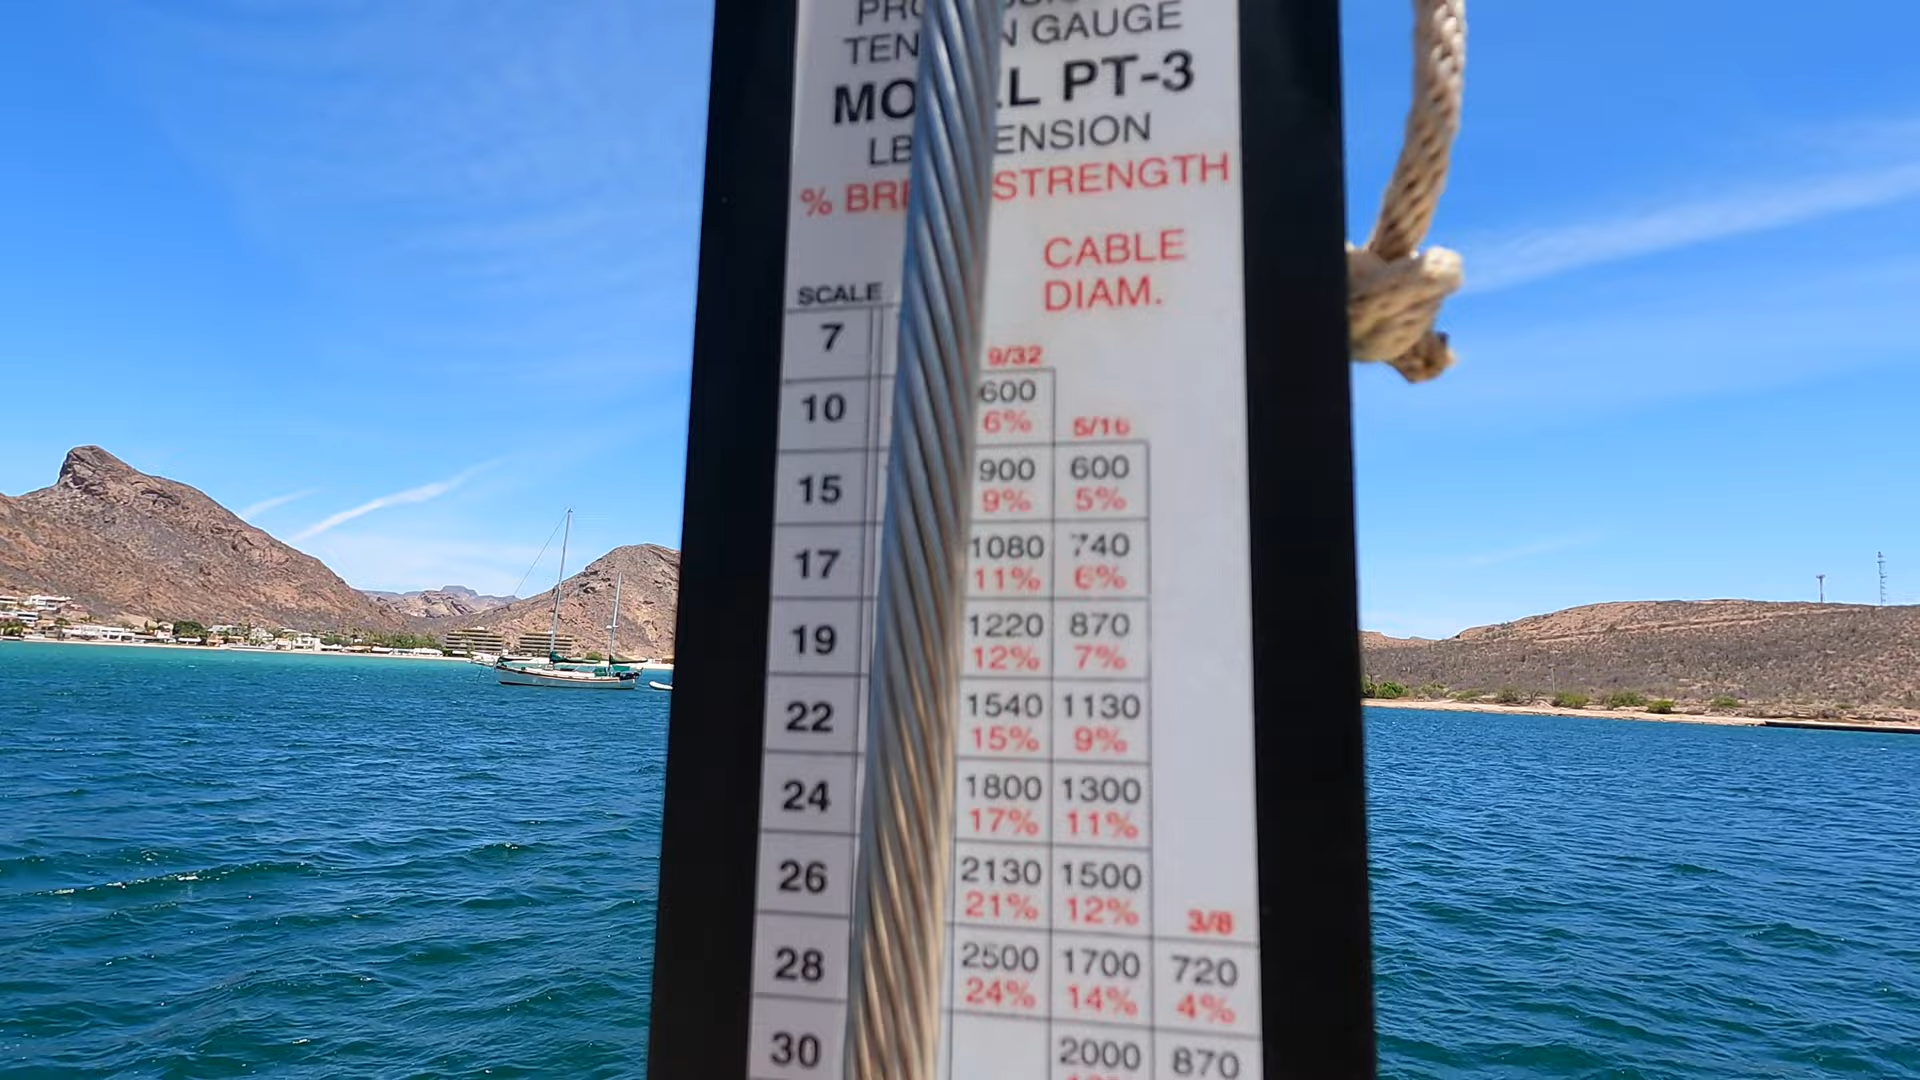 TENSION GAUGE
MODEL PT-3
LB TENSION
% BRE STRENGTH
CABLE
DIAM.
SCALE
7 9/32
10 600
6% 5/16
15 900 600
9% 5%
17 1080 740
11% 6%
19 1220 870
12% 7%
22 1540 1130
15% 9%
24 1800 1300
17% 11%
26 2130 1500
21% 12% 3/8
28 2500 1700 720
24% 14% 4%
30 2000 870